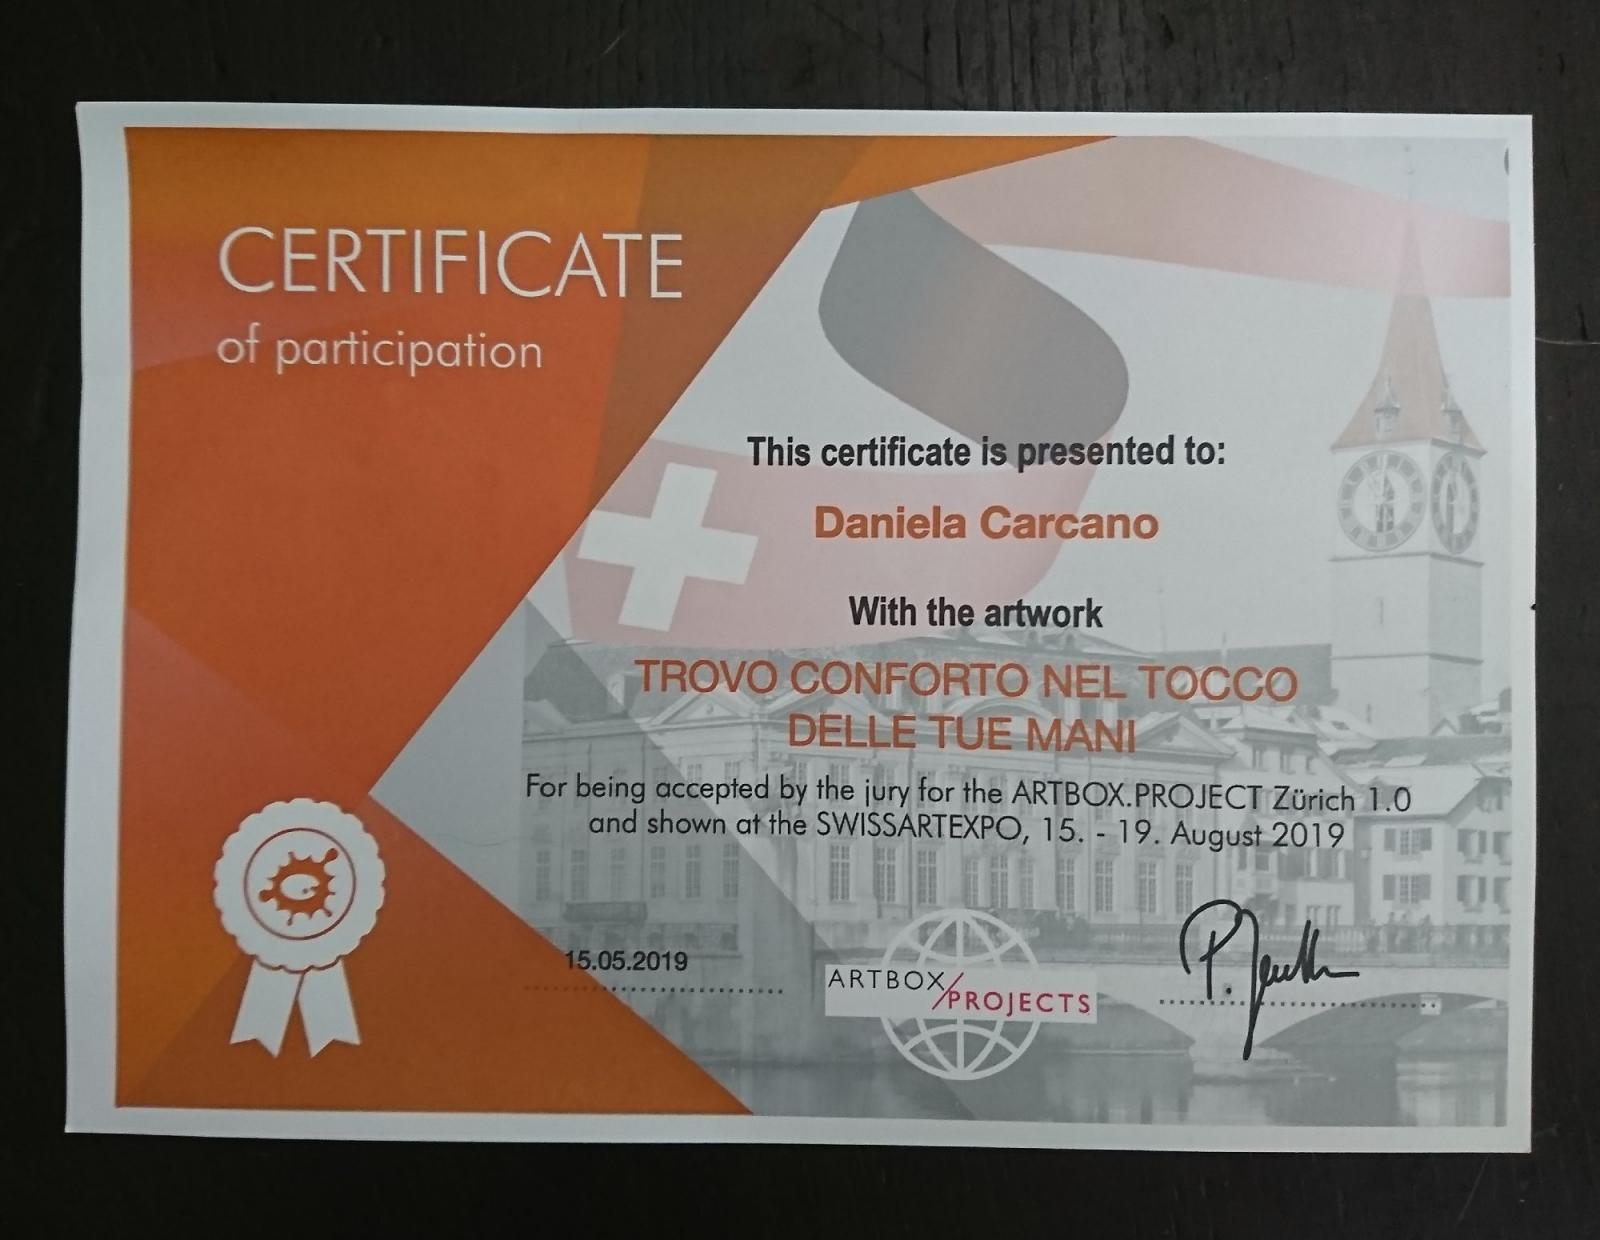 CERTIFICATE
of participation
This certificate is presented to:
Daniela Carcano
With the artwork
TROVO CONFORTO NEL TOCCO
DELLE TUE MANI
For being accepted by the jury for the ARTBOX.PROJECT Zürich 1.0
and shown at the SWISSARTEXPO, 15. - 19. August 2019
15.05.2019
ARTBOX/PROJECTS